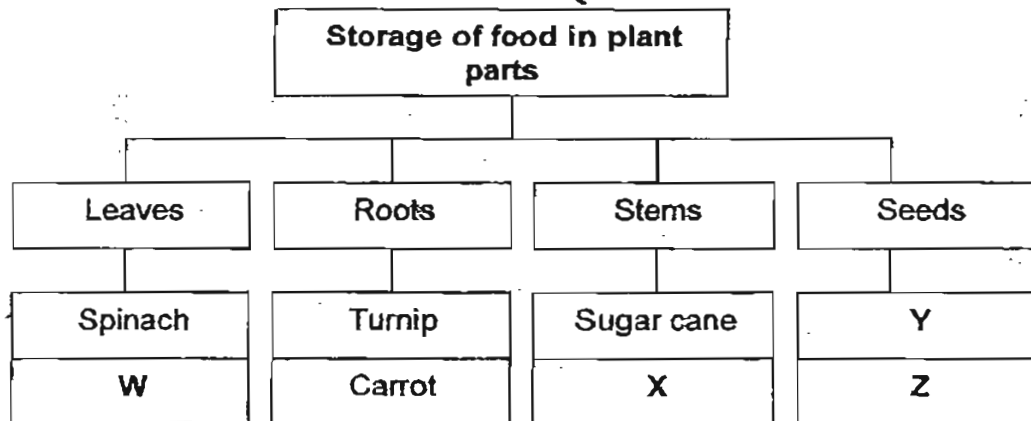 Storage of food in plant
parts
Leaves
Roots
Stems
Seeds
Spinach
Turnip
Sugar cane
Y
W
Carrot
X
Z